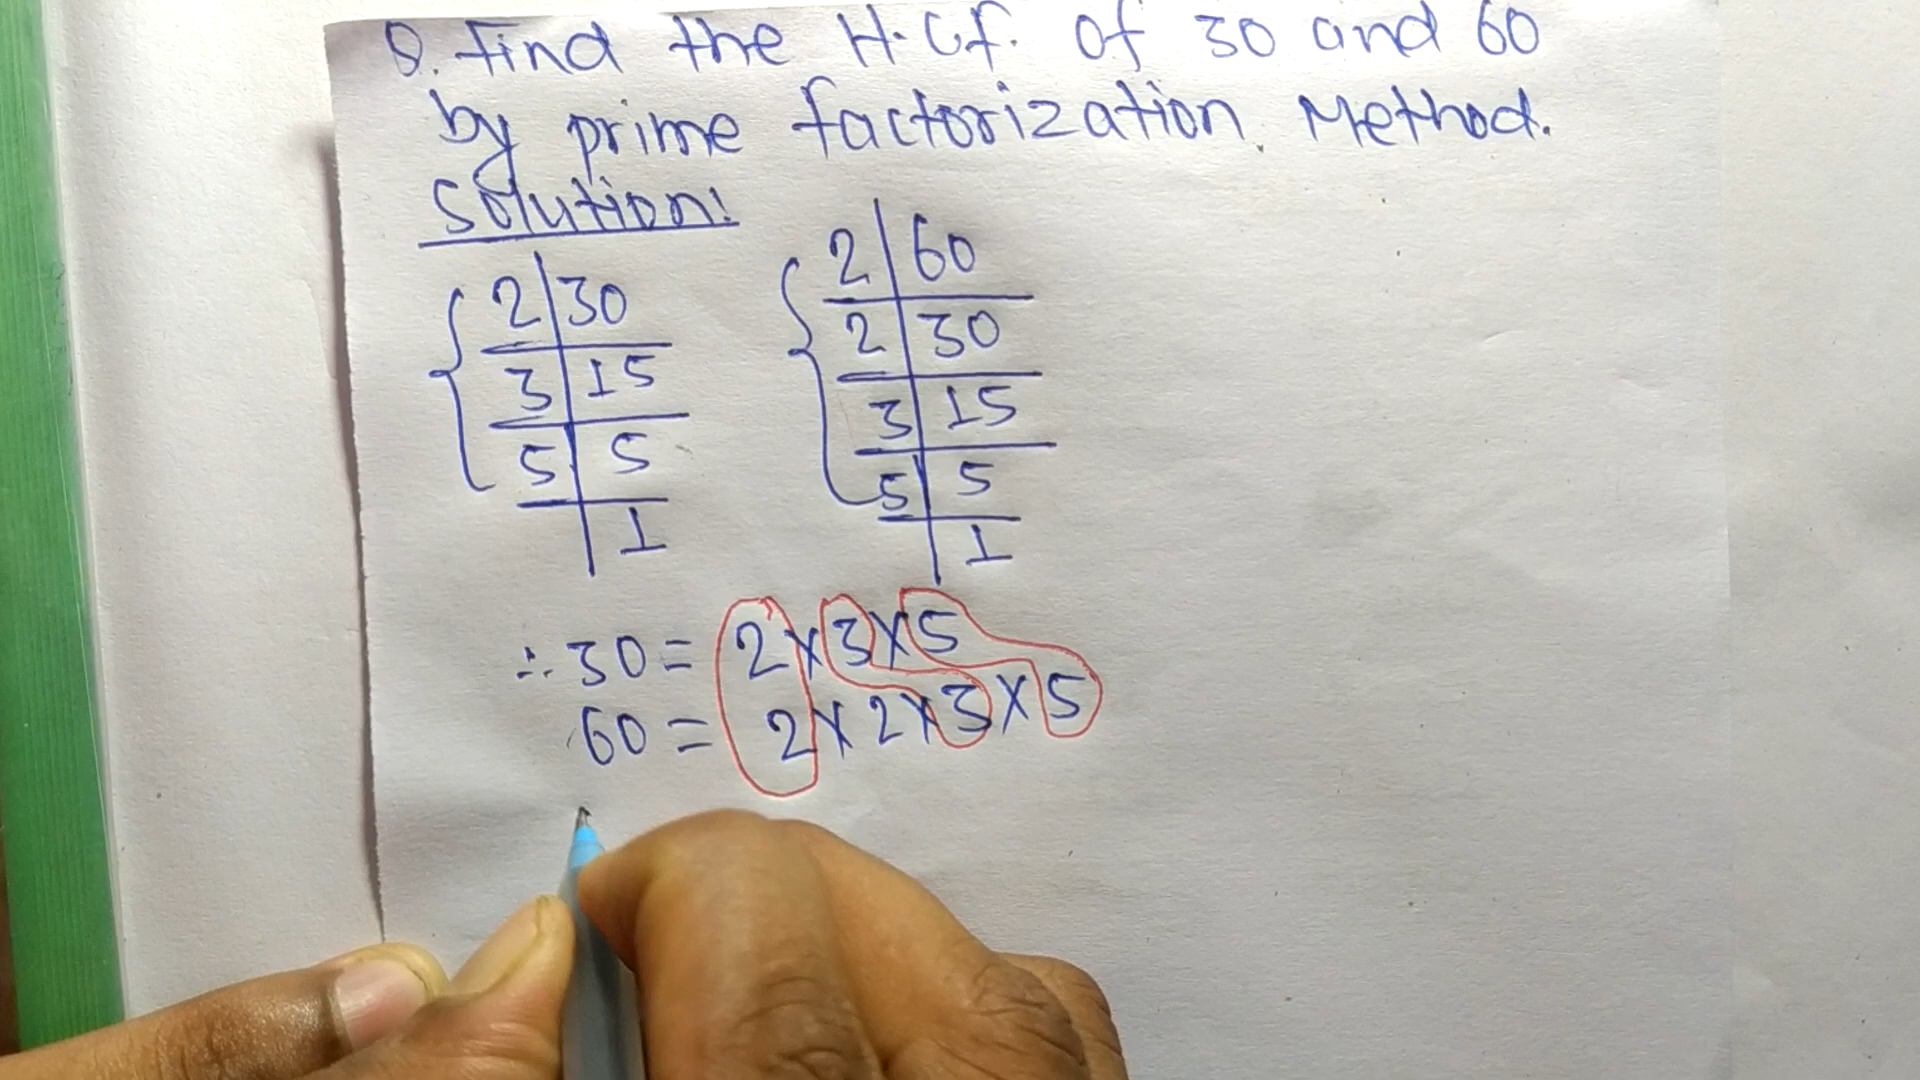 Q. Find the H.C.f. of 30 and 60
by prime factorization. Method.
Solution:
2 30
3 15
5 5
1
2 60
2 30
3 15
5 5
1
∴ 30 = 2×3×5
60 = 2×2×3×5